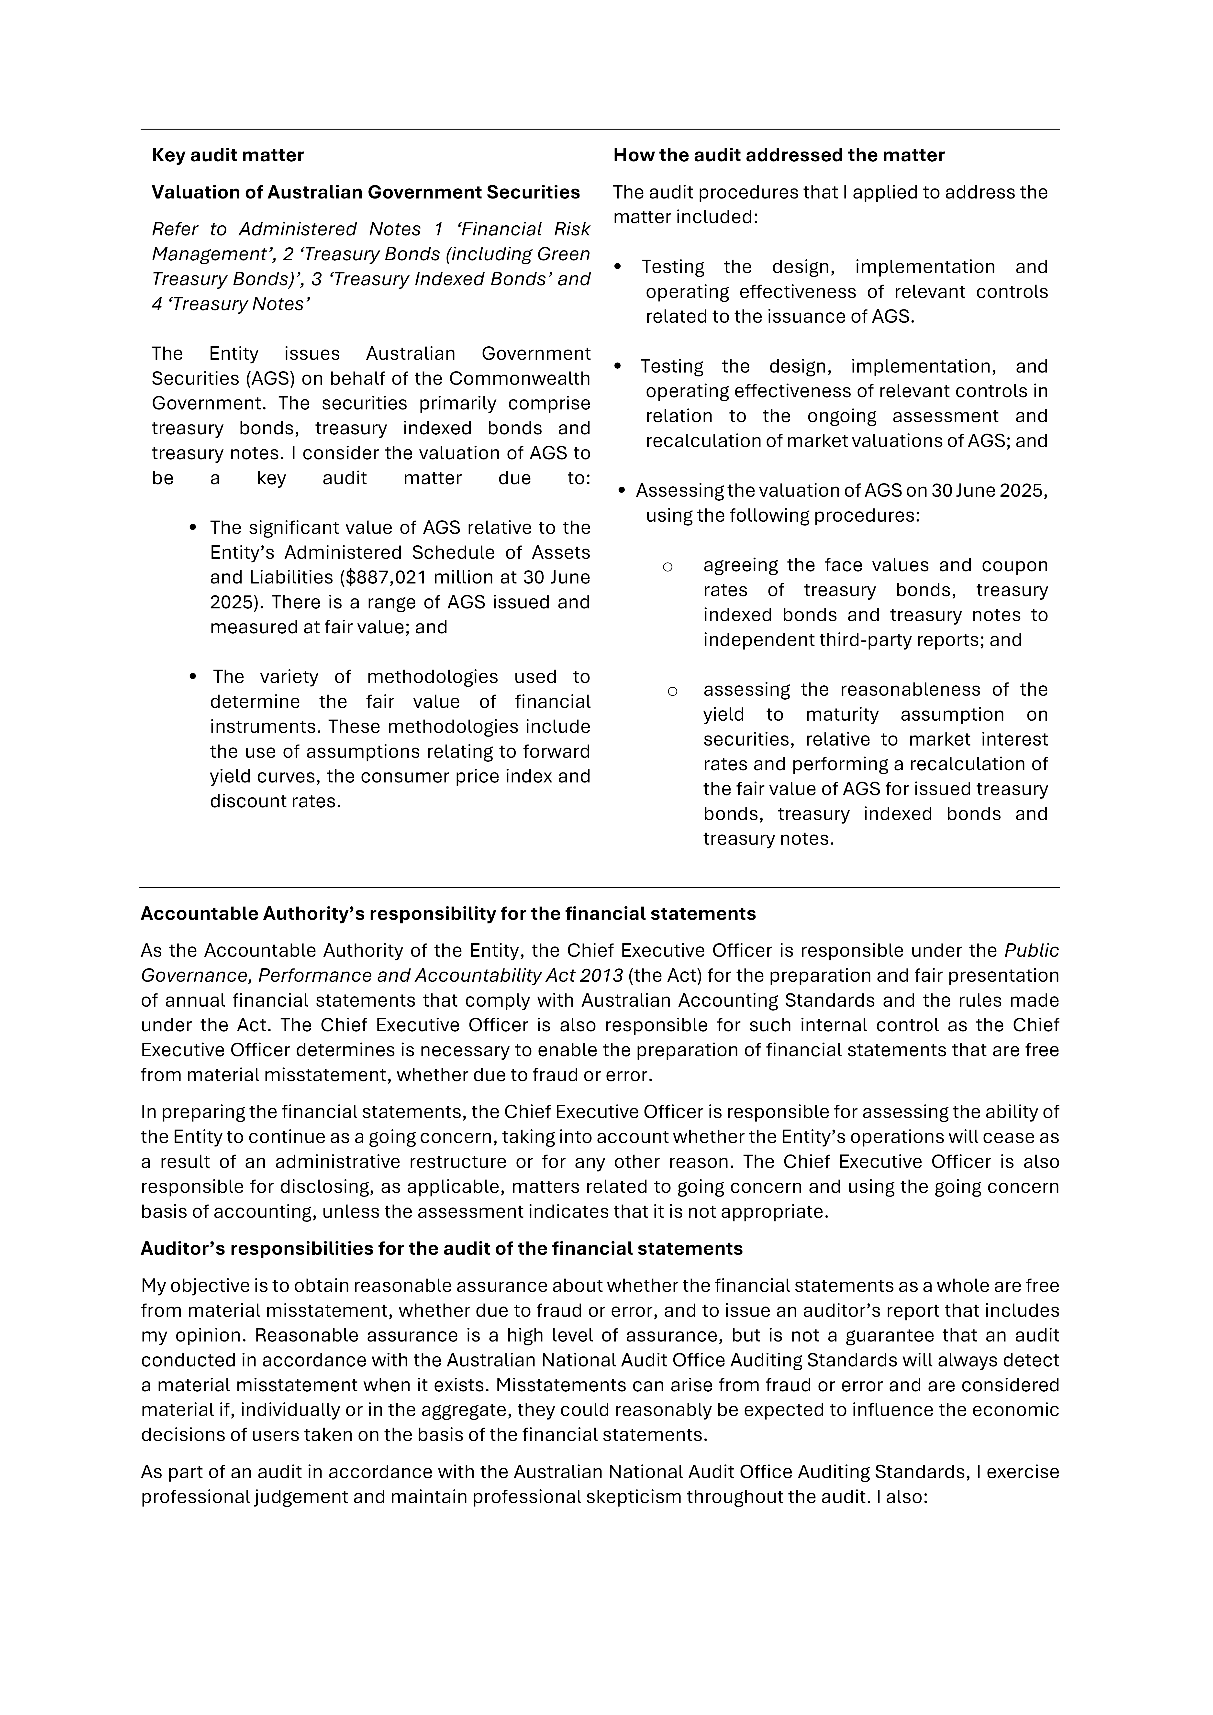 Key audit matter
Valuation of Australian Government Securities
Refer to Administered Notes 1 ‘Financial Risk
Management’, 2 ‘Treasury Bonds (including Green
Treasury Bonds)’, 3 ‘Treasury Indexed Bonds’ and
4 ‘Treasury Notes’
The Entity issues Australian Government
Securities (AGS) on behalf of the Commonwealth
Government. The securities primarily comprise
treasury bonds, treasury indexed bonds and
treasury notes. I consider the valuation of AGS to
be a key audit matter due to:
• The significant value of AGS relative to the
Entity’s Administered Schedule of Assets
and Liabilities ($887,021 million at 30 June
2025). There is a range of AGS issued and
measured at fair value; and
• The variety of methodologies used to
determine the fair value of financial
instruments. These methodologies include
the use of assumptions relating to forward
yield curves, the consumer price index and
discount rates.
How the audit addressed the matter
The audit procedures that I applied to address the
matter included:
• Testing the design, implementation and
operating effectiveness of relevant controls
related to the issuance of AGS.
• Testing the design, implementation, and
operating effectiveness of relevant controls in
relation to the ongoing assessment and
recalculation of market valuations of AGS; and
• Assessing the valuation of AGS on 30 June 2025,
using the following procedures:
○ agreeing the face values and coupon
rates of treasury bonds, treasury
indexed bonds and treasury notes to
independent third-party reports; and
○ assessing the reasonableness of the
yield to maturity assumption on
securities, relative to market interest
rates and performing a recalculation of
the fair value of AGS for issued treasury
bonds, treasury indexed bonds and
treasury notes.
Accountable Authority’s responsibility for the financial statements
As the Accountable Authority of the Entity, the Chief Executive Officer is responsible under the Public
Governance, Performance and Accountability Act 2013 (the Act) for the preparation and fair presentation
of annual financial statements that comply with Australian Accounting Standards and the rules made
under the Act. The Chief Executive Officer is also responsible for such internal control as the Chief
Executive Officer determines is necessary to enable the preparation of financial statements that are free
from material misstatement, whether due to fraud or error.
In preparing the financial statements, the Chief Executive Officer is responsible for assessing the ability of
the Entity to continue as a going concern, taking into account whether the Entity’s operations will cease as
a result of an administrative restructure or for any other reason. The Chief Executive Officer is also
responsible for disclosing, as applicable, matters related to going concern and using the going concern
basis of accounting, unless the assessment indicates that it is not appropriate.
Auditor’s responsibilities for the audit of the financial statements
My objective is to obtain reasonable assurance about whether the financial statements as a whole are free
from material misstatement, whether due to fraud or error, and to issue an auditor’s report that includes
my opinion. Reasonable assurance is a high level of assurance, but is not a guarantee that an audit
conducted in accordance with the Australian National Audit Office Auditing Standards will always detect
a material misstatement when it exists. Misstatements can arise from fraud or error and are considered
material if, individually or in the aggregate, they could reasonably be expected to influence the economic
decisions of users taken on the basis of the financial statements.
As part of an audit in accordance with the Australian National Audit Office Auditing Standards, I exercise
professional judgement and maintain professional skepticism throughout the audit. I also: